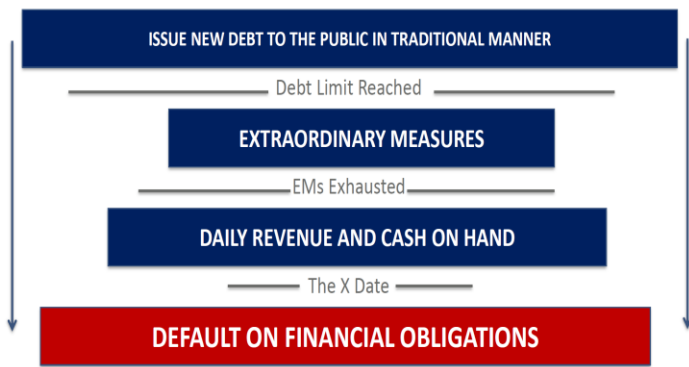 ISSUE NEW DEBT TO THE PUBLIC IN TRADITIONAL MANNER
Debt Limit Reached
EXTRAORDINARY MEASURES
EMs Exhausted
DAILY REVENUE AND CASH ON HAND
The X Date
DEFAULT ON FINANCIAL OBLIGATIONS